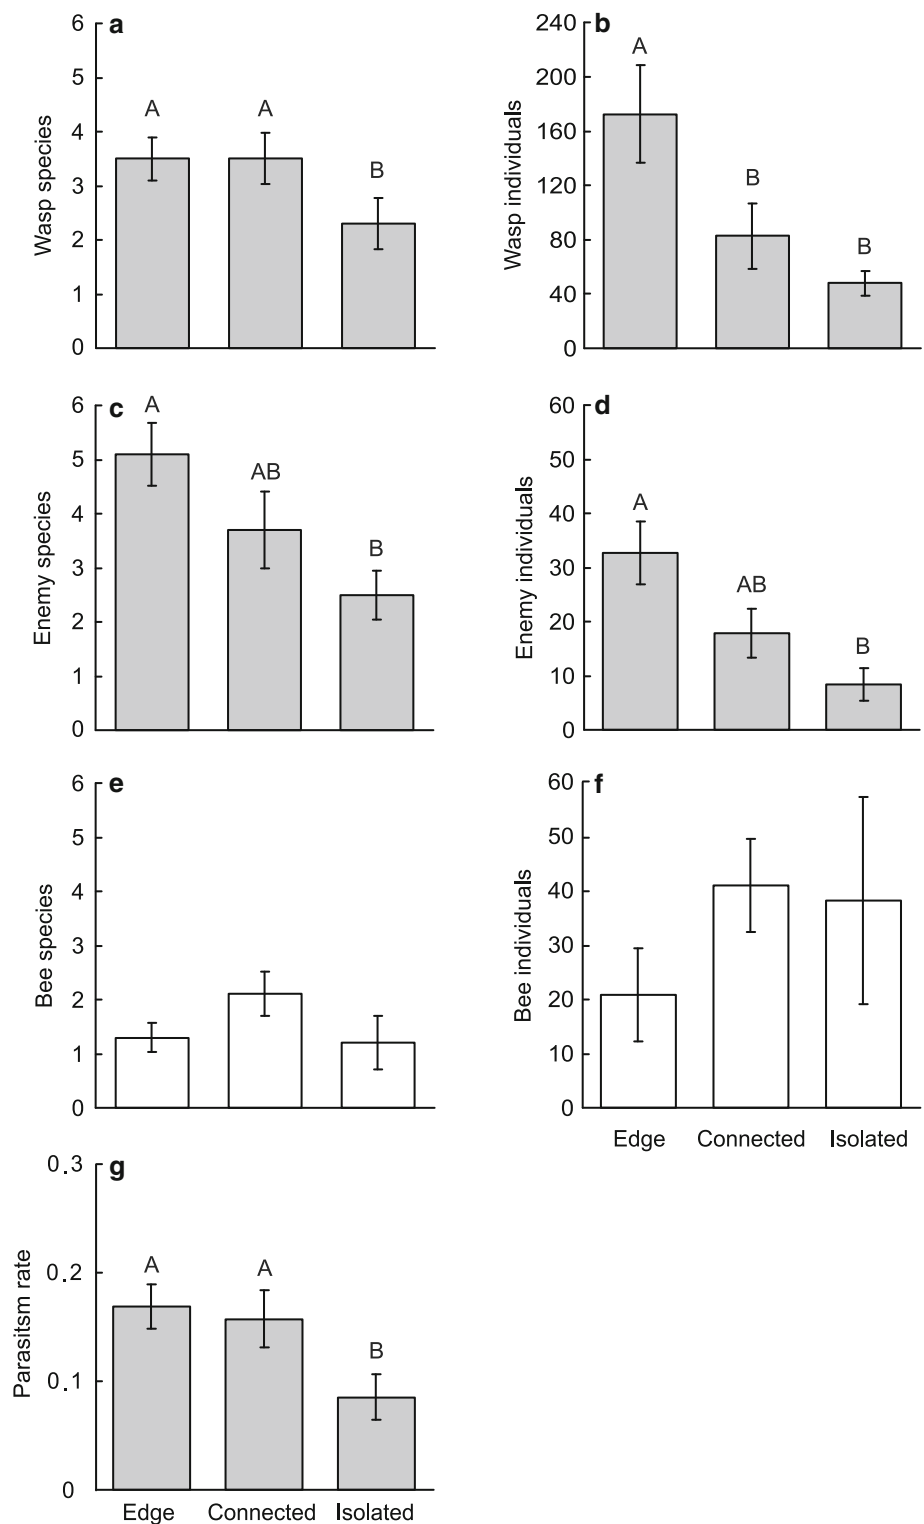 a
Wasp species
6
5
4
3
2
1
0
A
A
B
b
Wasp individuals
240
200
160
120
80
40
0
A
B
B
c
Enemy species
6
5
4
3
2
1
0
A
AB
B
d
Enemy individuals
60
50
40
30
20
10
0
A
AB
B
e
Bee species
6
5
4
3
2
1
0
f
Bee individuals
60
50
40
30
20
10
0
Edge Connected Isolated
g
Parasitsm rate
0.3
0.2
0.1
0
A
A
B
Edge Connected Isolated